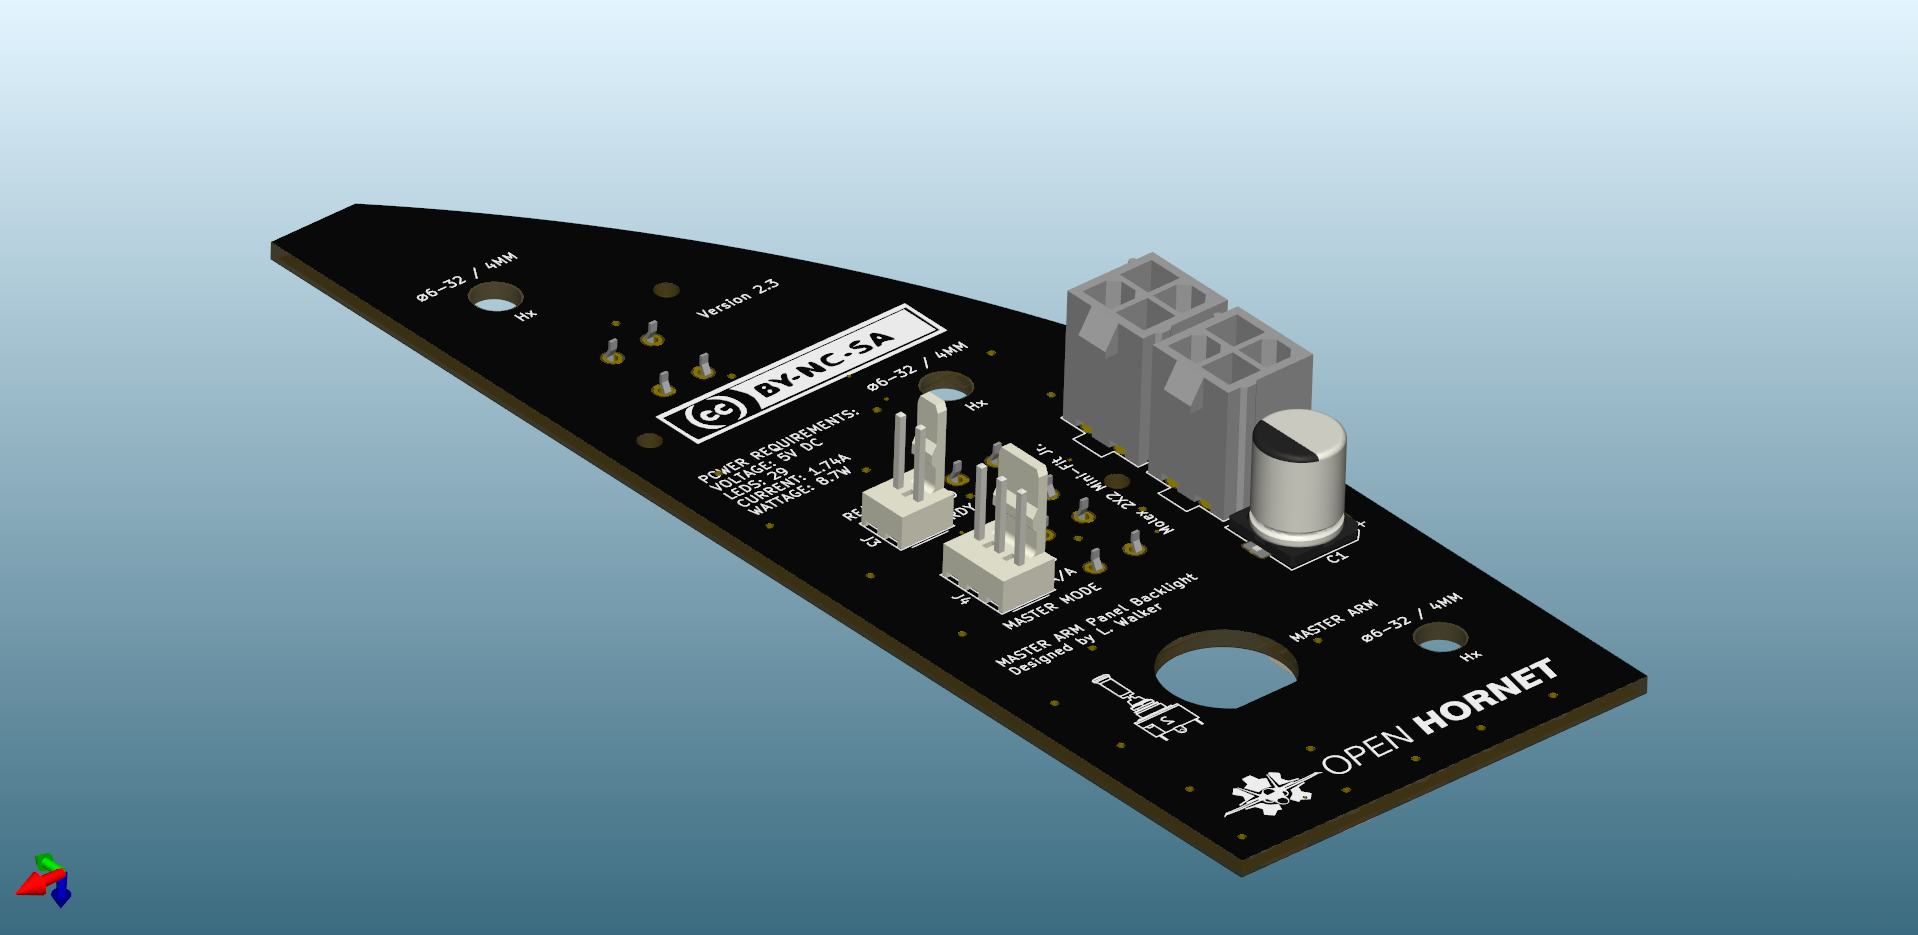 ø6-32 / 4MM
Hx
Version 2.3
CC BY-NC-SA
ø6-32 / 4MM
Hx
POWER REQUIREMENTS:
VOLTAGE: 5V DC
LEDS: 29
CURRENT: 1.74A
WATTAGE: 8.7W
J3
J4
Molex 2X2 Mini-Fit Jr.
C1
+
MASTER MODE
MASTER ARM Panel Backlight
Designed by L. Walker
MASTER ARM
ø6-32 / 4MM
Hx
OPEN HORNET